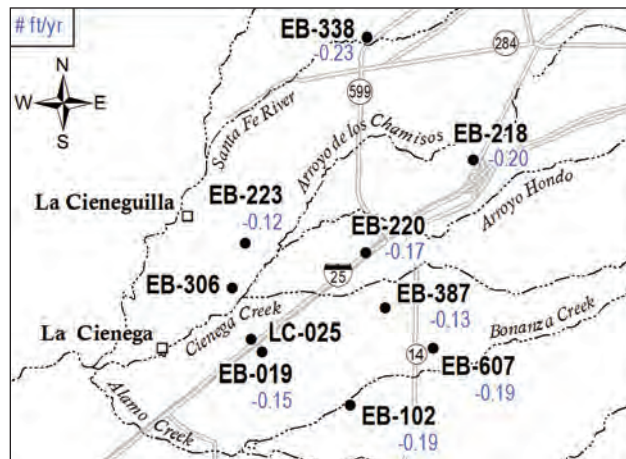 # ft/yr
EB-338
0.23
284
N
W E
S
599
Santa Fe River
Arroyo de los Chamisos
EB-218
-0.20
Arroyo Hondo
EB-223
-0.12
La Cieneguilla
EB-220
-0.17
25
EB-306
EB-387
-0.13
Cienega Creek
Bonanza Creek
La Cienega
LC-025
14
EB-607
-0.19
EB-019
-0.15
EB-102
-0.19
Alamo Creek